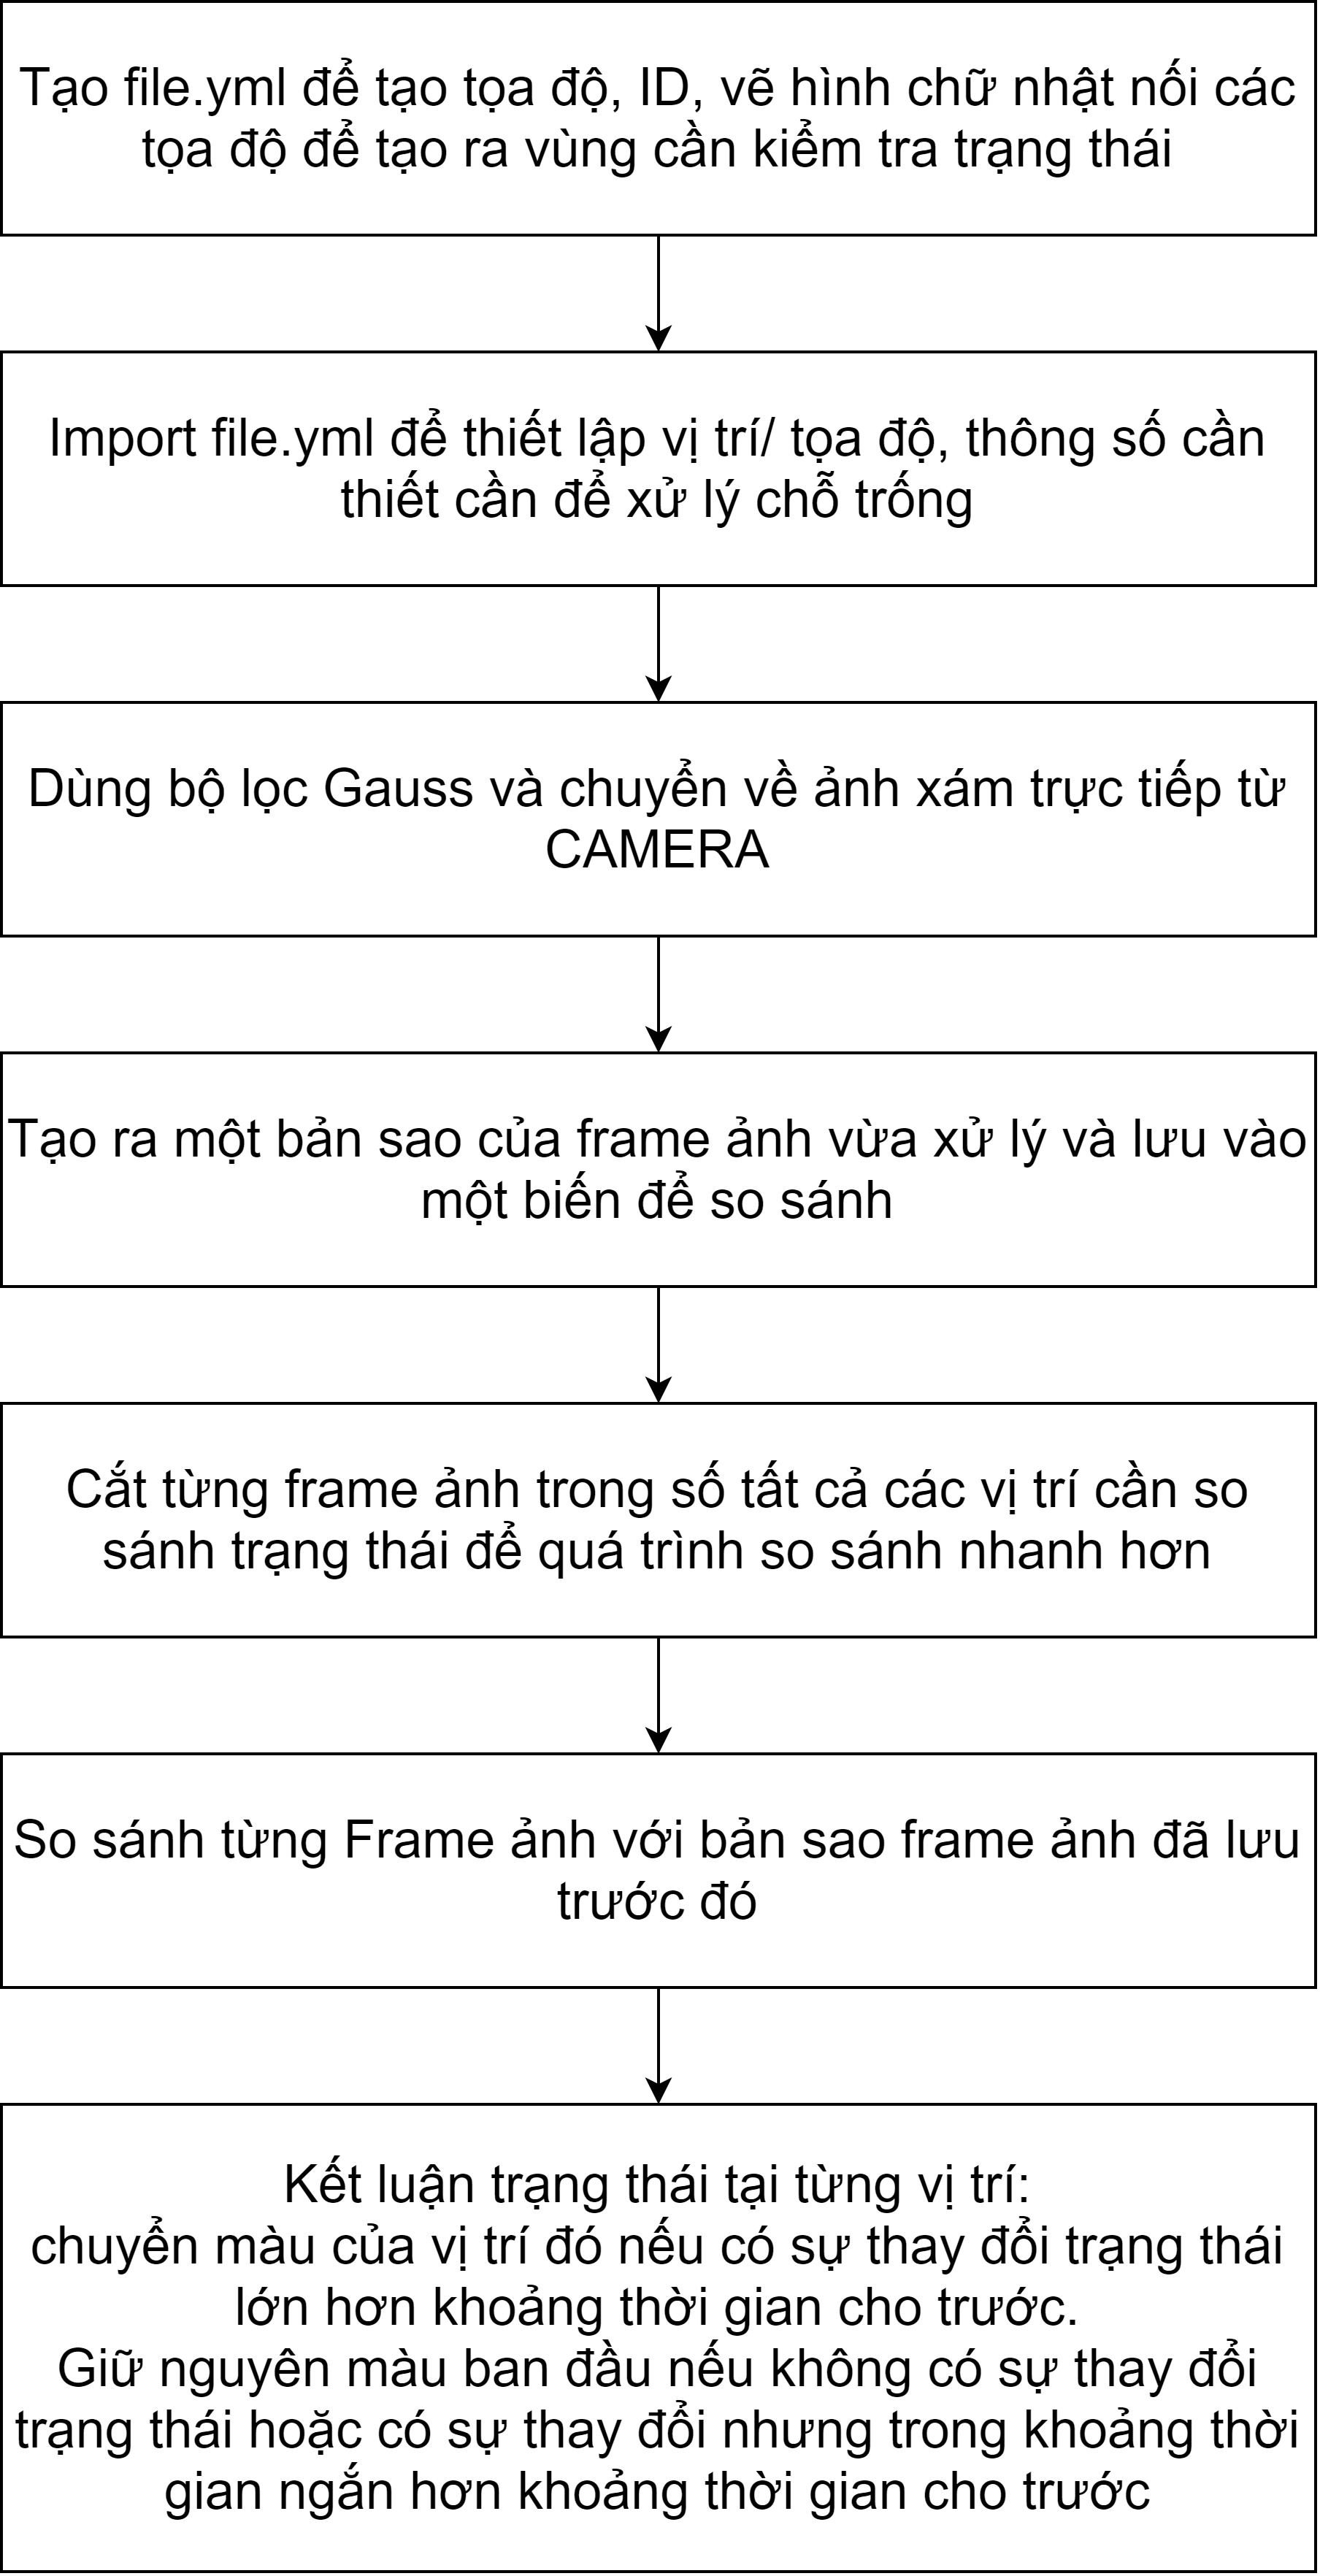 Tạo file.yml để tạo tọa độ, ID, vẽ hình chữ nhật nối các
tọa độ để tạo ra vùng cần kiểm tra trạng thái
Import file.yml để thiết lập vị trí/ tọa độ, thông số cần
thiết cần để xử lý chỗ trống
Dùng bộ lọc Gauss và chuyển về ảnh xám trực tiếp từ
CAMERA
Tạo ra một bản sao của frame ảnh vừa xử lý và lưu vào
một biến để so sánh
Cắt từng frame ảnh trong số tất cả các vị trí cần so
sánh trạng thái để quá trình so sánh nhanh hơn
So sánh từng Frame ảnh với bản sao frame ảnh đã lưu
trước đó
Kết luận trạng thái tại từng vị trí:
chuyển màu của vị trí đó nếu có sự thay đổi trạng thái
lớn hơn khoảng thời gian cho trước.
Giữ nguyên màu ban đầu nếu không có sự thay đổi
trạng thái hoặc có sự thay đổi nhưng trong khoảng thời
gian ngắn hơn khoảng thời gian cho trước